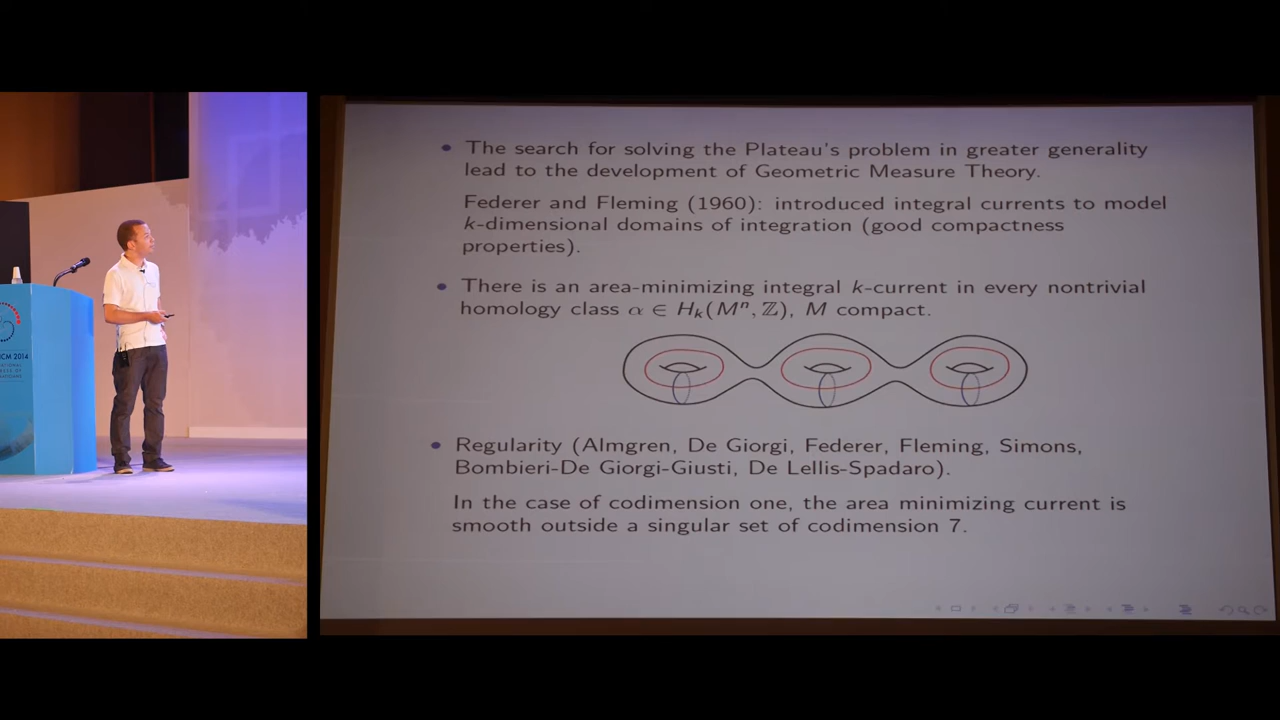 The search for solving the Plateau's problem in greater generality
lead to the development of Geometric Measure Theory.
Federer and Fleming (1960): introduced integral currents to model
k-dimensional domains of integration (good compactness
properties).
There is an area-minimizing integral k-current in every nontrivial
homology class α ∈ Hₖ(Mⁿ, ℤ), M compact.
Regularity (Almgren, De Giorgi, Federer, Fleming, Simons,
Bombieri-De Giorgi-Giusti, De Lellis-Spadaro).
In the case of codimension one, the area minimizing current is
smooth outside a singular set of codimension 7.
CM 2014